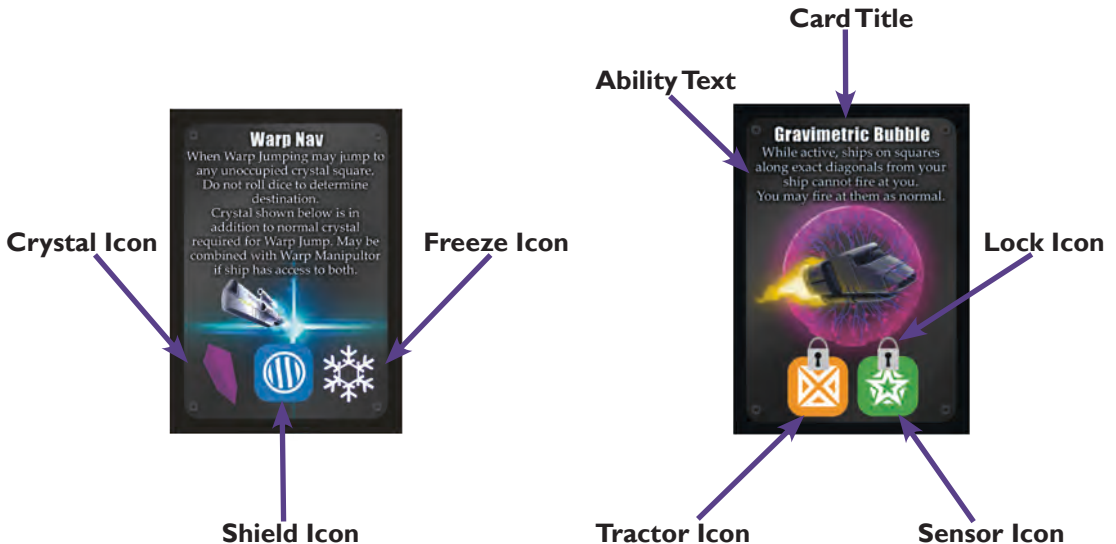 Card Title
Ability Text
Warp Nav
When Warp Jumping may jump to
any unoccupied crystal square.
Do not roll dice to determine
destination.
Crystal shown below is in
addition to normal crystal
required for Warp Jump. May be
combined with Warp Manipultor
if ship has access to both.
Gravimetric Bubble
While active, ships on squares
along exact diagonals from your
ship cannot fire at you.
You may fire at them as normal.
Crystal Icon
Freeze Icon
Lock Icon
Shield Icon
Tractor Icon
Sensor Icon